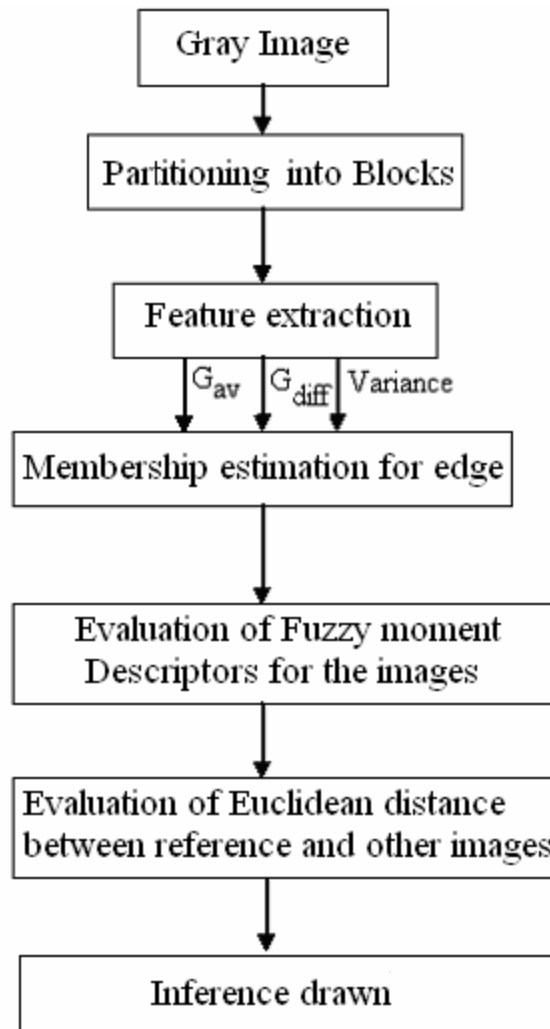 Gray Image
Partitioning into Blocks
Feature extraction
Gav Gdiff Variance
Membership estimation for edge
Evaluation of Fuzzy moment
Descriptors for the images
Evaluation of Euclidean distance
between reference and other images
Inference drawn